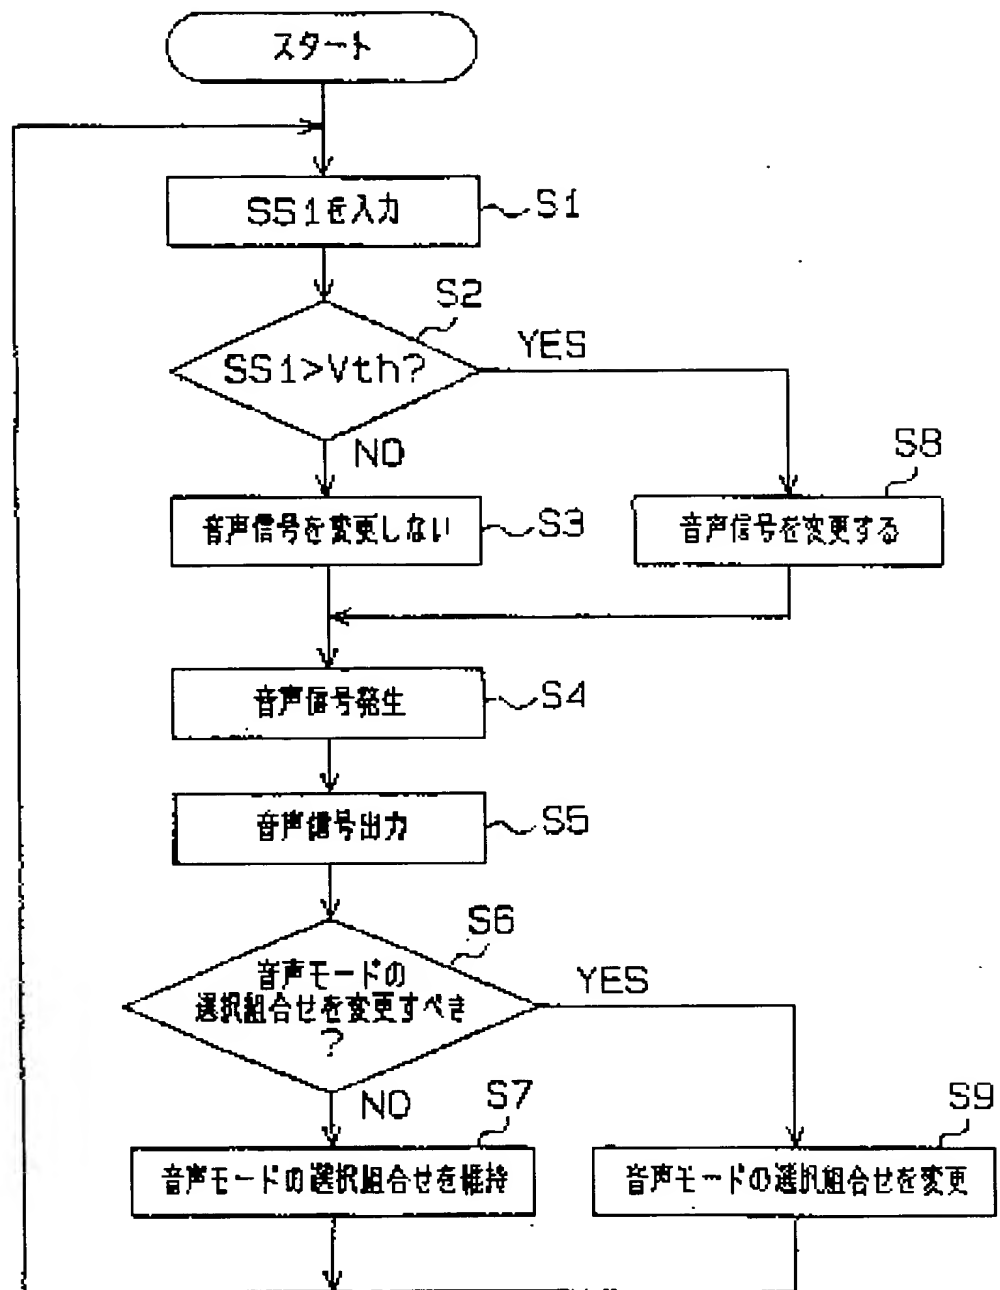 スタート
SS1を入力
S1
S2
SS1>Vth?
YES
NO
S8
音声信号を変更しない
S3
音声信号を変更する
音声信号発生
S4
音声信号出力
S5
S6
音声モードの
選択組合せを変更すべき
?
YES
NO
S7
S9
音声モードの選択組合せを維持
音声モードの選択組合せを変更